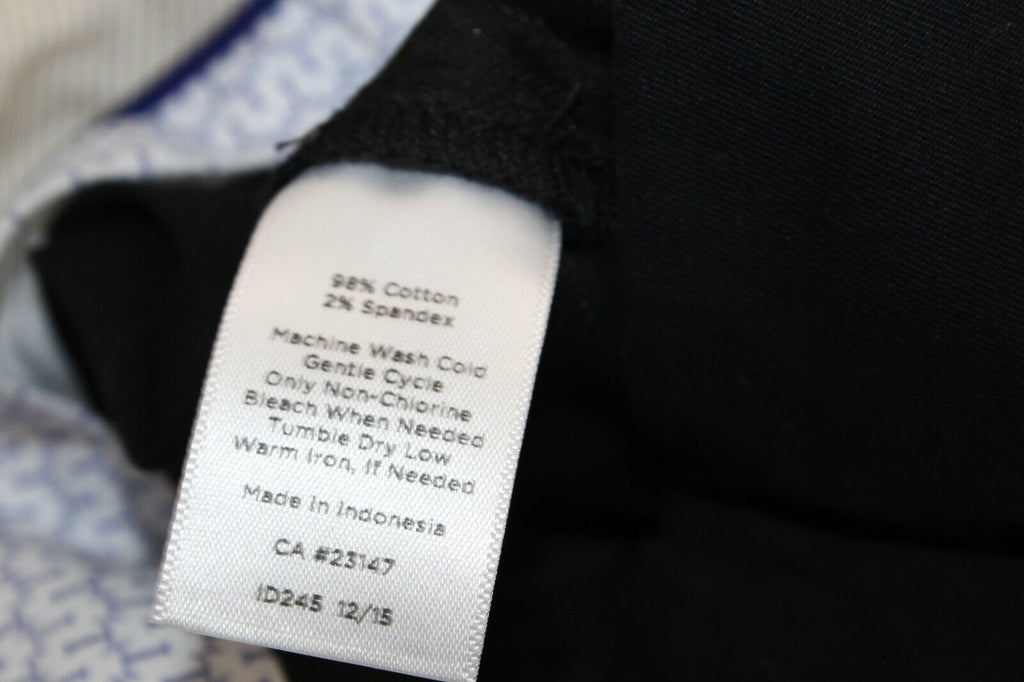 98% Cotton
2% Spandex
Machine Wash Cold
Gentle Cycle
Only Non-Chlorine
Bleach When Needed
Tumble Dry Low
Warm Iron, If Needed
Made in Indonesia
CA #23147
ID245 12/15